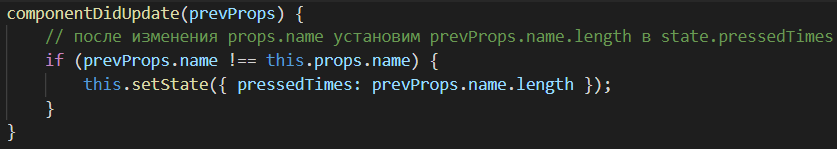 componentDidUpdate(prevProps) {
// после изменения props.name установим prevProps.name.length в state.pressedTimes
if (prevProps.name !== this.props.name) {
this.setState({ pressedTimes: prevProps.name.length });
}
}